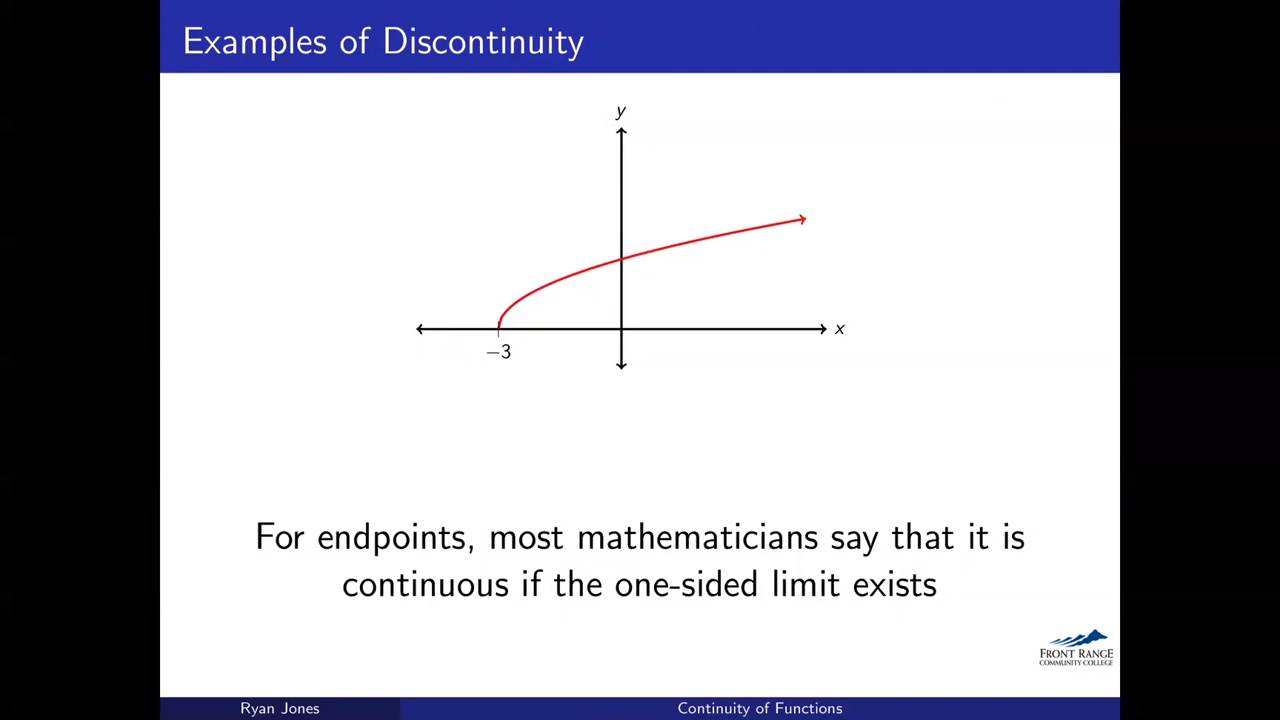 Examples of Discontinuity
y
x
−3
For endpoints, most mathematicians say that it is
continuous if the one-sided limit exists
FRONT RANGE
COMMUNITY COLLEGE
Ryan Jones
Continuity of Functions